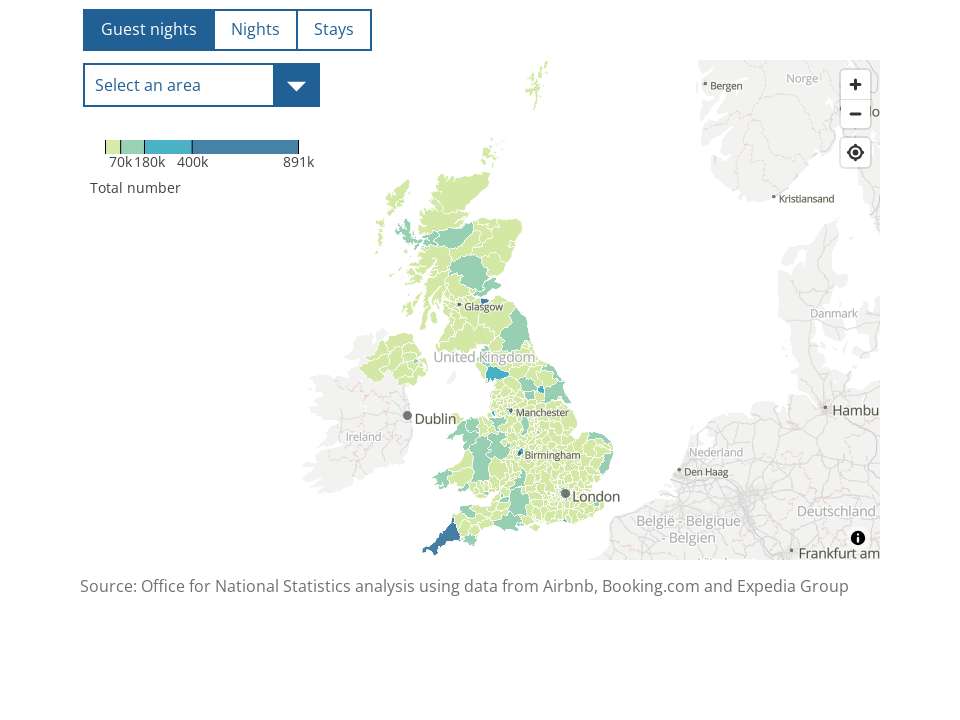 Guest nights
Nights
Stays
Select an area
70k
180k
400k
891k
Total number
Norge
Bergen
Kristiansand
Danmark
Glasgow
United Kingdom
Dublin
Ireland
Manchester
Hambu
Nederland
Birmingham
Den Haag
London
België - Belgique
- Belgien
Deutschland
Frankfurt am
Source: Office for National Statistics analysis using data from Airbnb, Booking.com and Expedia Group